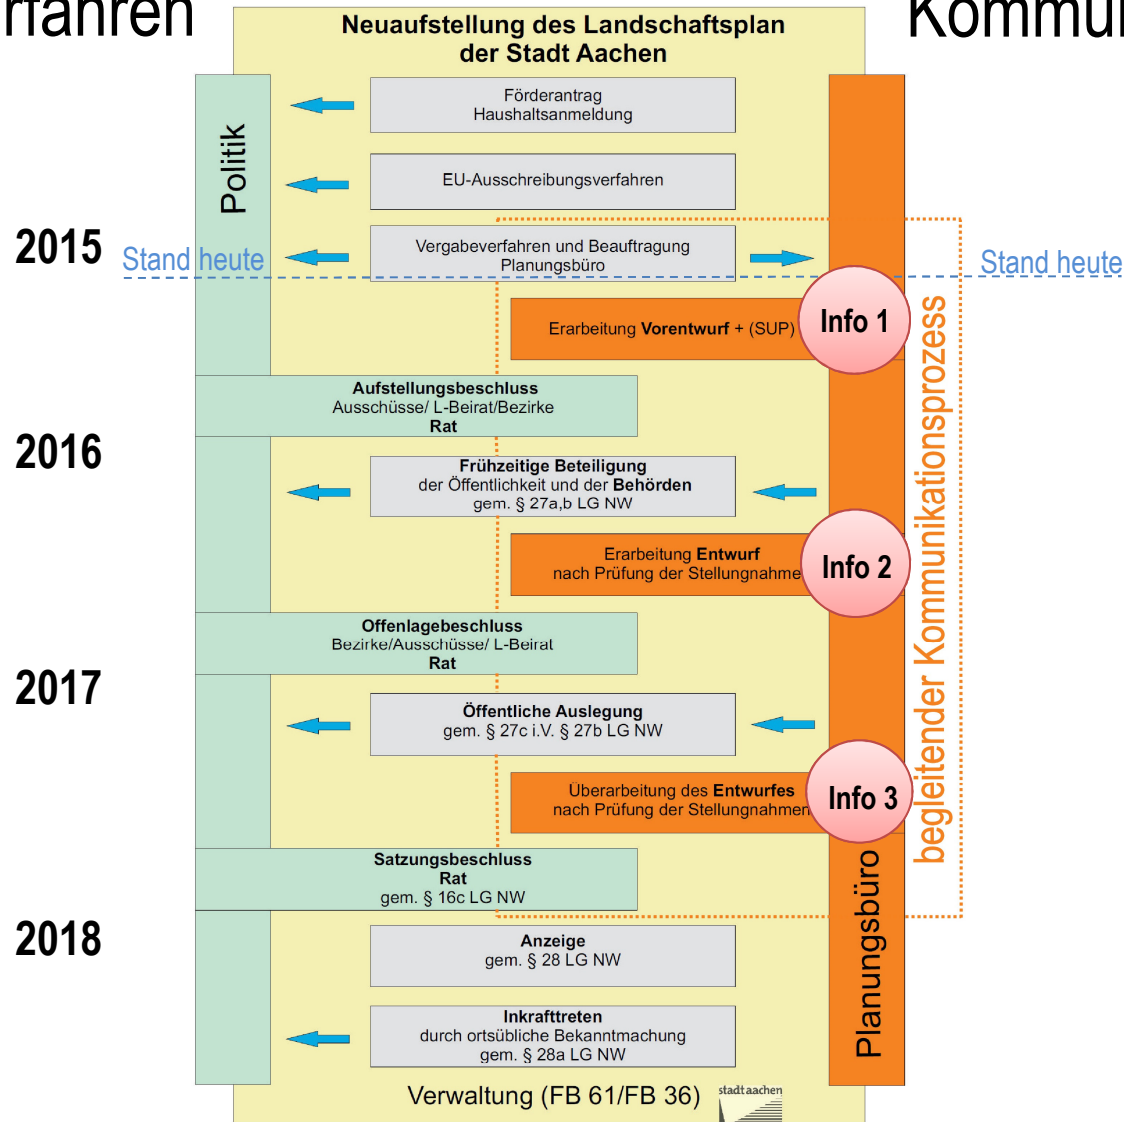 rfahren
Kommu
Neuaufstellung des Landschaftsplan
der Stadt Aachen
Politik
Förderantrag
Haushaltsanmeldung
EU-Ausschreibungsverfahren
2015
Vergabeverfahren und Beauftragung
Planungsbüro
Stand heute
Stand heute
Erarbeitung Vorentwurf + (SUP)
Info 1
begleitender Kommunikationsprozess
Aufstellungsbeschluss
Ausschüsse/ L-Beirat/Bezirke
Rat
2016
Frühzeitige Beteiligung
der Öffentlichkeit und der Behörden
gem. § 27a,b LG NW
Erarbeitung Entwurf
nach Prüfung der Stellungnahme
Info 2
Offenlagebeschluss
Bezirke/Ausschüsse/ L-Beirat
Rat
2017
Öffentliche Auslegung
gem. § 27c i.V. § 27b LG NW
Überarbeitung des Entwurfes
nach Prüfung der Stellungnahmen
Info 3
Satzungsbeschluss
Rat
gem. § 16c LG NW
Planungsbüro
2018
Anzeige
gem. § 28 LG NW
Inkrafttreten
durch ortsübliche Bekanntmachung
gem. § 28a LG NW
Verwaltung (FB 61/FB 36)
stadt aachen